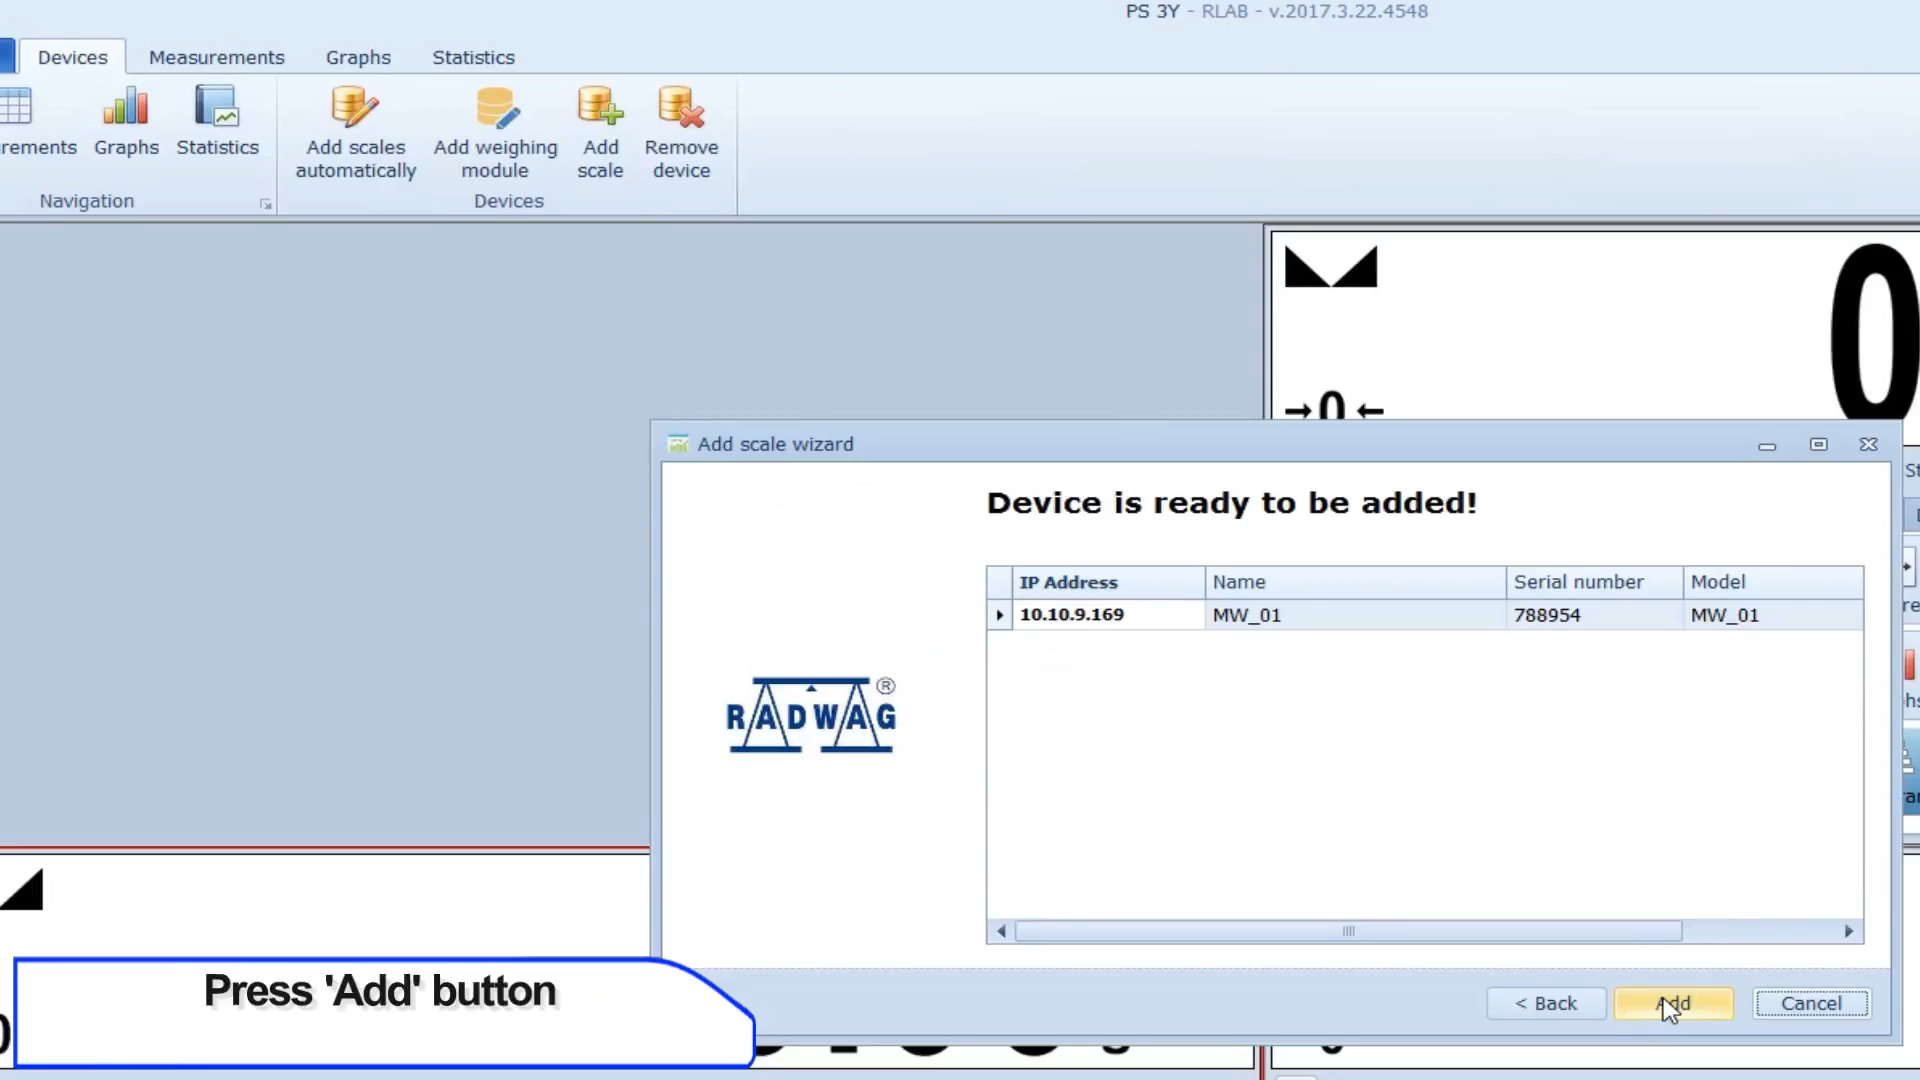 PS 3Y - RLAB - v.2017.3.22.4548
Devices Measurements Graphs Statistics
rements Graphs Statistics
Add scales automatically
Add weighing module
Add scale
Remove device
Navigation
Devices
0
→0←
Add scale wizard
Device is ready to be added!
IP Address Name Serial number Model
10.10.9.169 MW_01 788954 MW_01
RADWAG®
Press 'Add' button
< Back Add Cancel